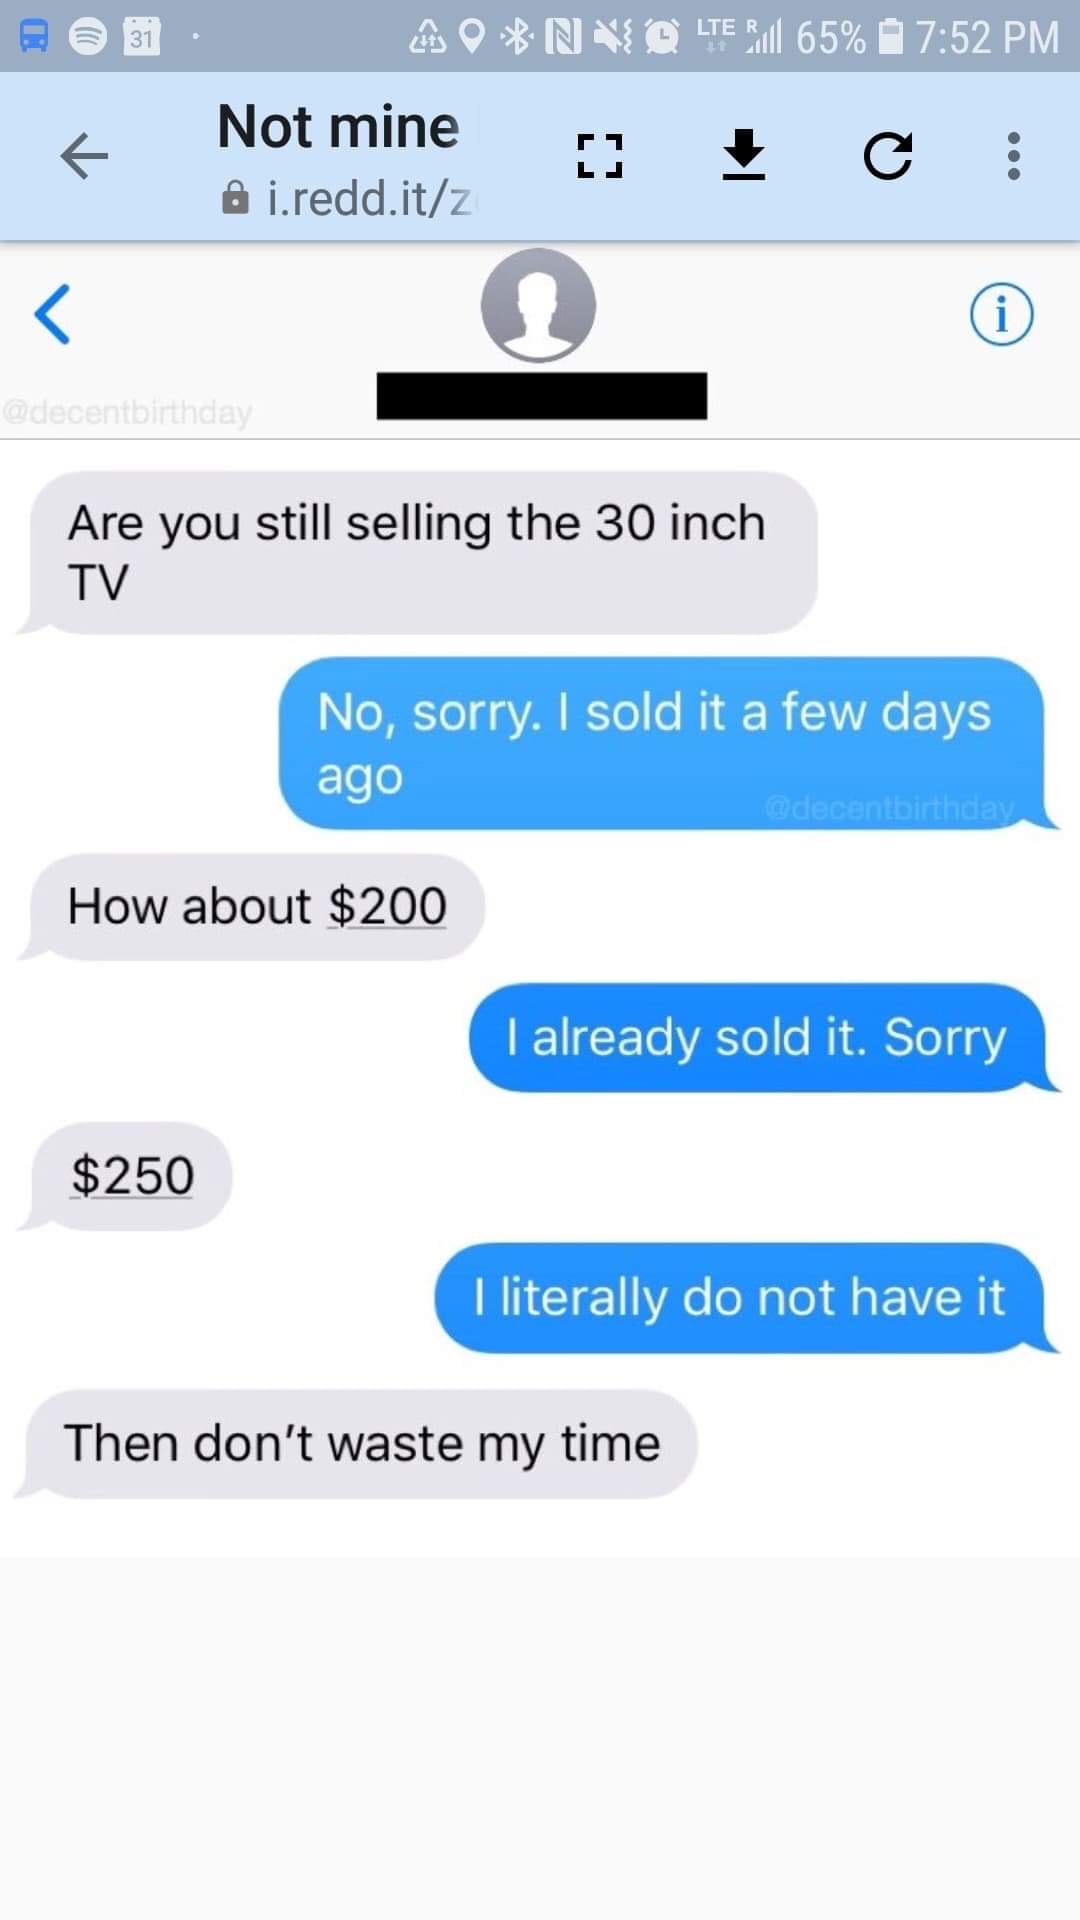 31
LTE R 65% 7:52 PM
Not mine
i.redd.it/z
@decentbirthday
Are you still selling the 30 inch
TV
No, sorry. I sold it a few days
ago
@decentbirthday
How about $200
I already sold it. Sorry
$250
I literally do not have it
Then don't waste my time